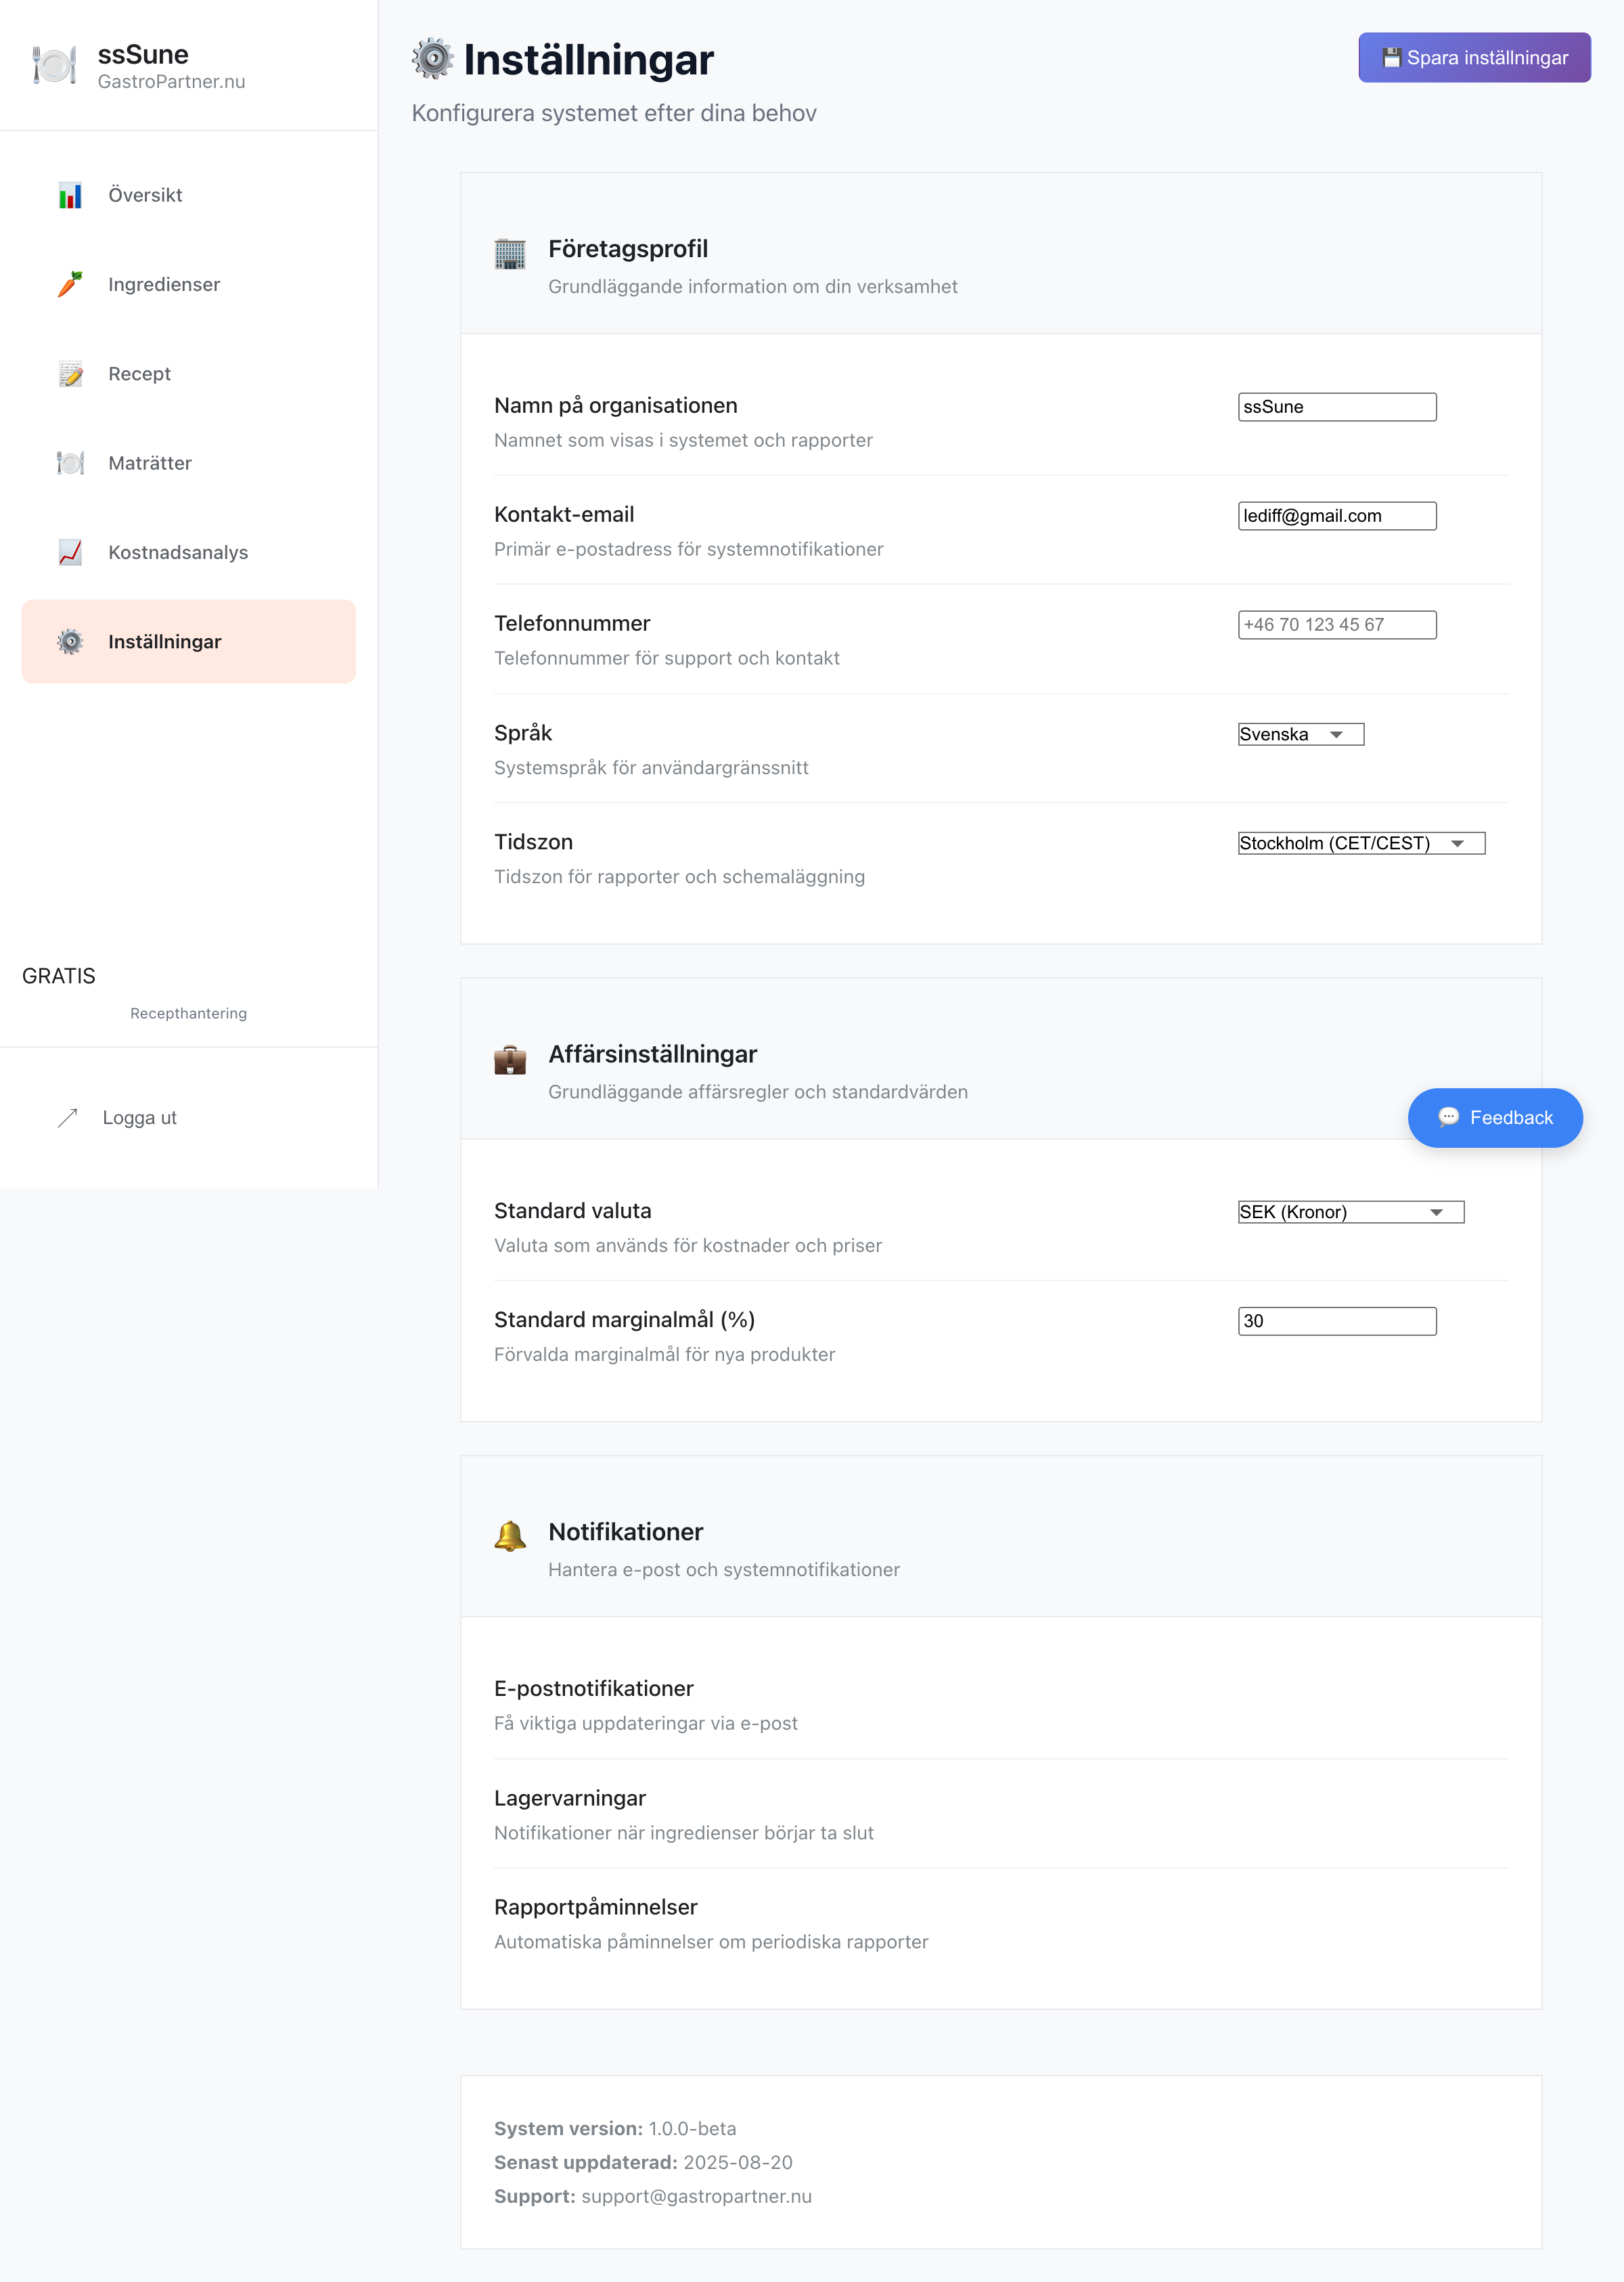 ssSune
GastroPartner.nu
Översikt
Ingredienser
Recept
Maträtter
Kostnadsanalys
Inställningar
GRATIS
Recepthantering
Logga ut
Inställningar
Spara inställningar
Konfigurera systemet efter dina behov
Företagsprofil
Grundläggande information om din verksamhet
Namn på organisationen
ssSune
Namnet som visas i systemet och rapporter
Kontakt-email
lediff@gmail.com
Primär e-postadress för systemnotifikationer
Telefonnummer
+46 70 123 45 67
Telefonnummer för support och kontakt
Språk
Svenska
Systemspråk för användargränssnitt
Tidszon
Stockholm (CET/CEST)
Tidszon för rapporter och schemaläggning
Affärsinställningar
Grundläggande affärsregler och standardvärden
Feedback
Standard valuta
SEK (Kronor)
Valuta som används för kostnader och priser
Standard marginalmål (%)
30
Förvalda marginalmål för nya produkter
Notifikationer
Hantera e-post och systemnotifikationer
E-postnotifikationer
Få viktiga uppdateringar via e-post
Lagervarningar
Notifikationer när ingredienser börjar ta slut
Rapportpåminnelser
Automatiska påminnelser om periodiska rapporter
System version: 1.0.0-beta
Senast uppdaterad: 2025-08-20
Support: support@gastropartner.nu